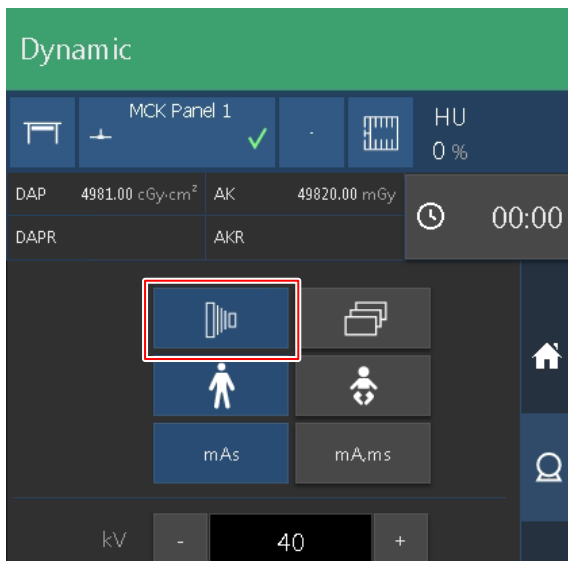 Dynamic
MCK Panel 1
HU
0 %
DAP 4981.00 cGy·cm² AK 49820.00 mGy
00:00
DAPR AKR
mAs mA,ms
kV - 40 +